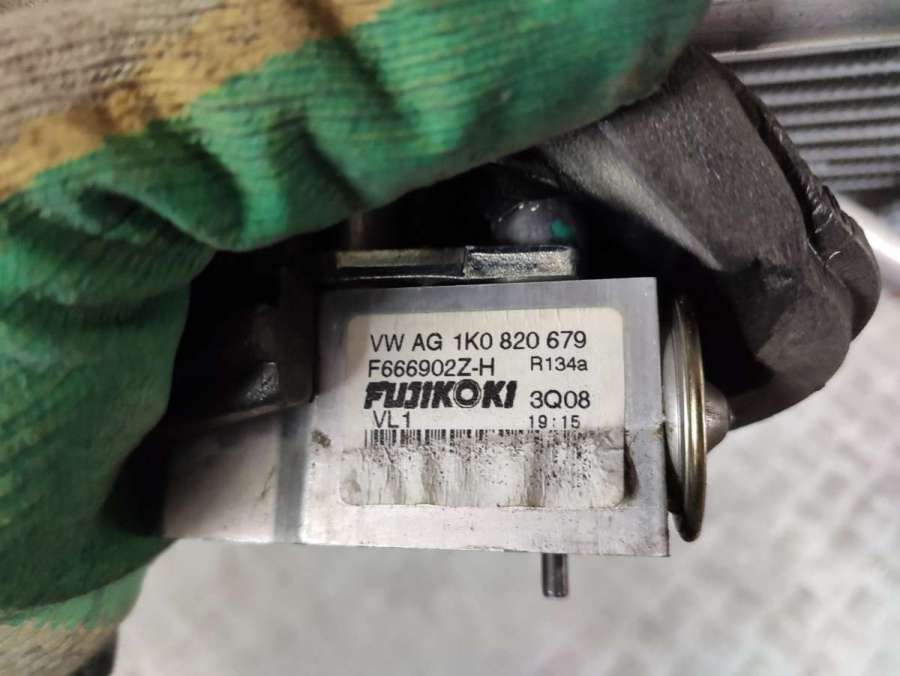 VW AG 1K0 820 679
F666902Z-H R134a
FUJIKOKI 3Q08
VL1 19:15